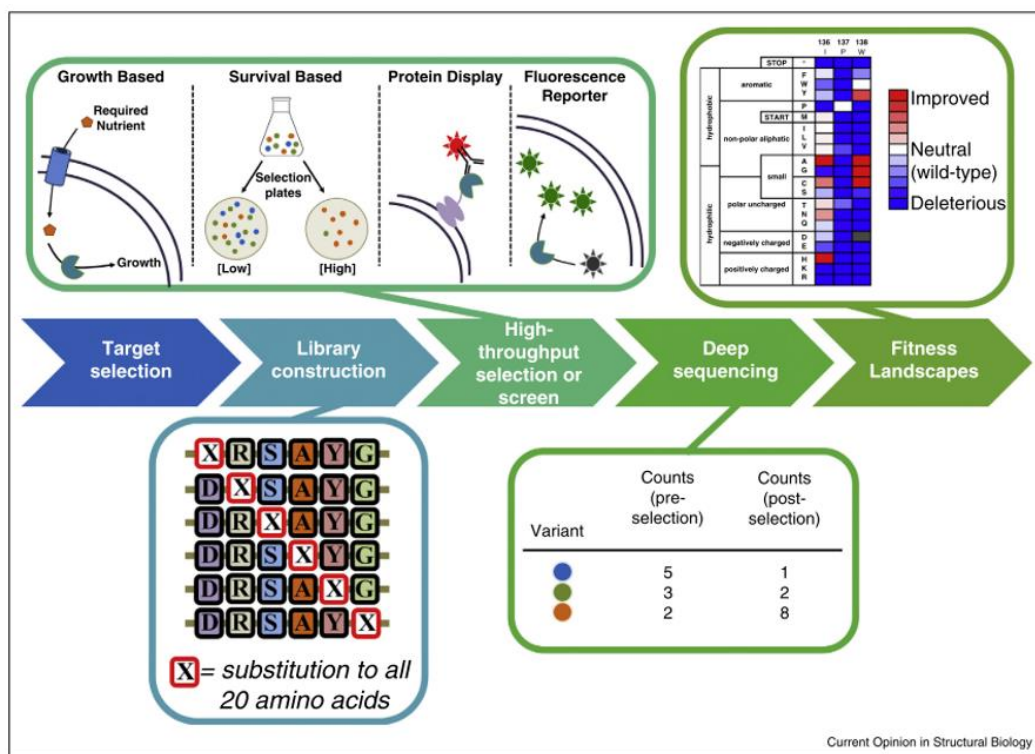 Growth Based
Required
Nutrient
Growth
Survival Based
Selection
plates
[Low]
[High]
Protein Display
Fluorescence
Reporter
136
137
138
I
P
W
STOP
*
hydrophobic
aromatic
F
W
Y
P
START
M
non-polar aliphatic
I
L
V
small
A
G
hydrophilic
C
S
polar uncharged
T
N
Q
negatively charged
D
E
positively charged
H
K
R
Improved
Neutral
(wild-type)
Deleterious
Target
selection
Library
construction
High-
throughput
selection or
screen
Deep
sequencing
Fitness
Landscapes
X R S A Y G
D X S A Y G
D R X A Y G
D R S X Y G
D R S A X G
D R S A Y X
X = substitution to all
20 amino acids
Variant
Counts
(pre-
selection)
Counts
(post-
selection)
5 1
3 2
2 8
Current Opinion in Structural Biology